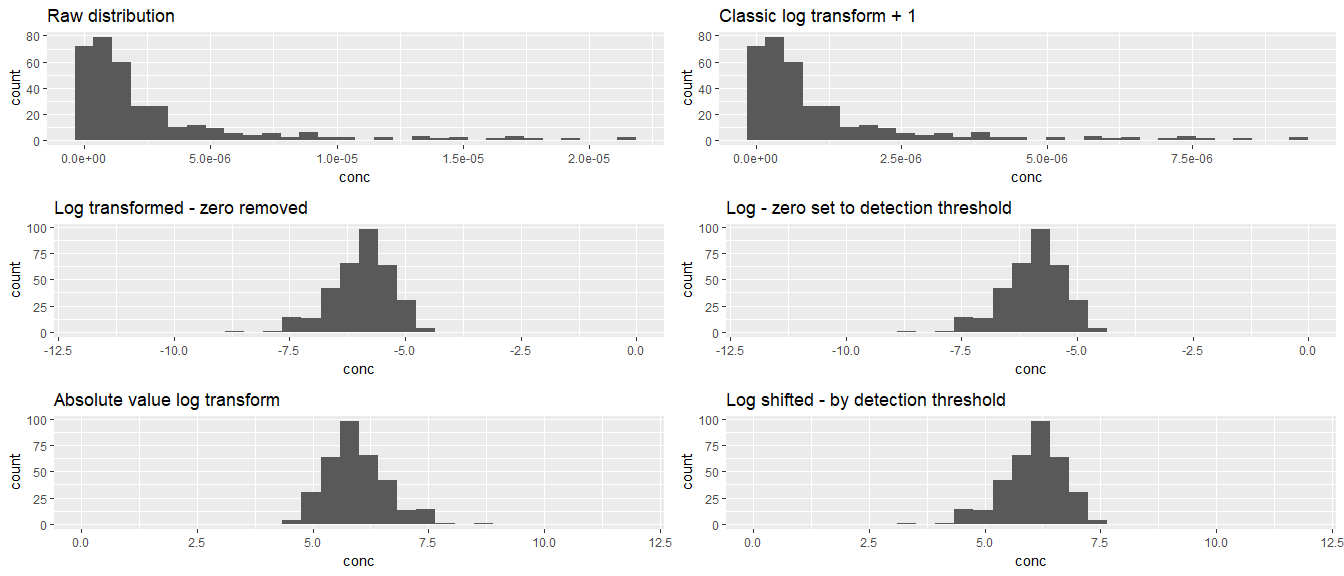 Raw distribution
80
60
40
20
0
count
0.0e+00 5.0e-06 1.0e-05 1.5e-05 2.0e-05
conc
Classic log transform + 1
80
60
40
20
0
count
0.0e+00 2.5e-06 5.0e-06 7.5e-06
conc
Log transformed - zero removed
100
75
50
25
0
count
-12.5 -10.0 -7.5 -5.0 -2.5 0.0
conc
Log - zero set to detection threshold
100
75
50
25
0
count
-12.5 -10.0 -7.5 -5.0 -2.5 0.0
conc
Absolute value log transform
100
75
50
25
0
count
0.0 2.5 5.0 7.5 10.0 12.5
conc
Log shifted - by detection threshold
100
75
50
25
0
count
0.0 2.5 5.0 7.5 10.0 12.5
conc